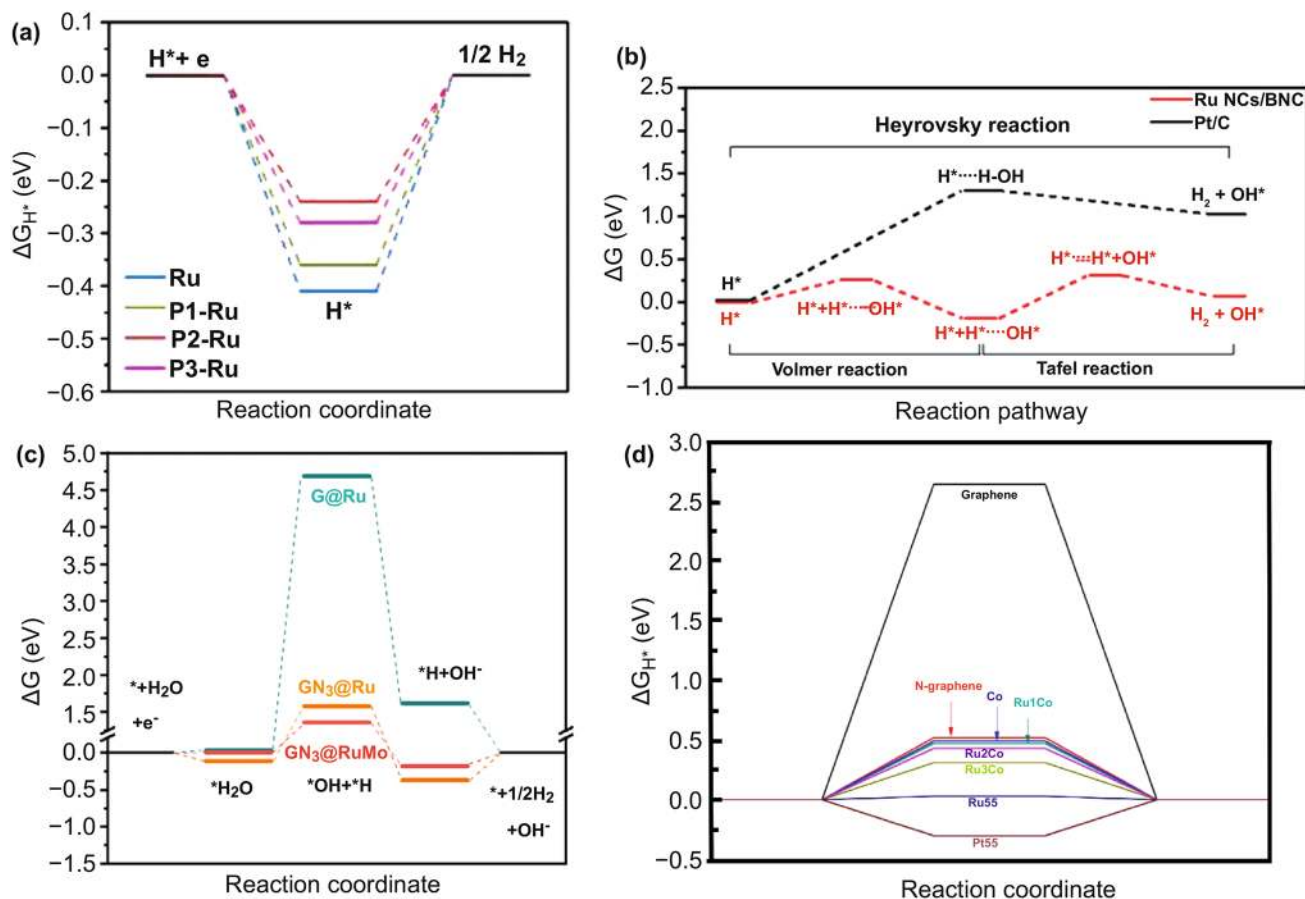 (a)
H*+ e
1/2 H₂
0.0
−0.1
−0.2
−0.3
−0.4
−0.5
−0.6
ΔG_H* (eV)
Ru
P1-Ru
P2-Ru
P3-Ru
H*
Reaction coordinate
(b)
Ru NCs/BNC
Pt/C
Heyrovsky reaction
2.5
2.0
1.5
1.0
0.5
0.0
−0.5
−1.0
ΔG (eV)
H*·····H-OH
H₂ + OH*
H*
H*
H*+H*·····OH*
H*+H*·····OH*
H*·····H*+OH*
H₂ + OH*
Volmer reaction
Tafel reaction
Reaction pathway
(c)
5.0
4.5
4.0
3.5
3.0
2.5
2.0
1.5
0.0
−0.5
−1.0
−1.5
ΔG (eV)
G@Ru
*+H₂O
+e⁻
GN₃@Ru
*H+OH⁻
GN₃@RuMo
*H₂O
*OH+*H
*+1/2H₂
+OH⁻
Reaction coordinate
(d)
3.0
2.5
2.0
1.5
1.0
0.5
0.0
−0.5
ΔG_H* (eV)
Graphene
N-graphene
Co
Ru1Co
Ru2Co
Ru3Co
Ru55
Pt55
Reaction coordinate